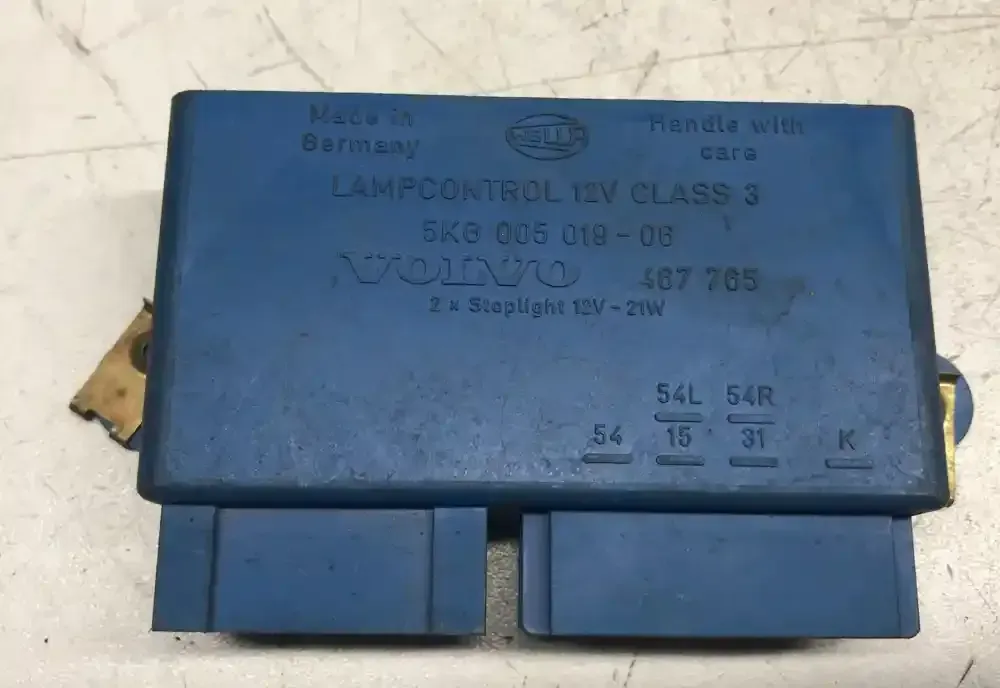 Made in Germany
HELLA
Handle with care
LAMPCONTROL 12V CLASS 3
5KG 005 019-06
VOLVO 467 765
2 x Stoplight 12V-21W
54L 54R
54 15 31 K